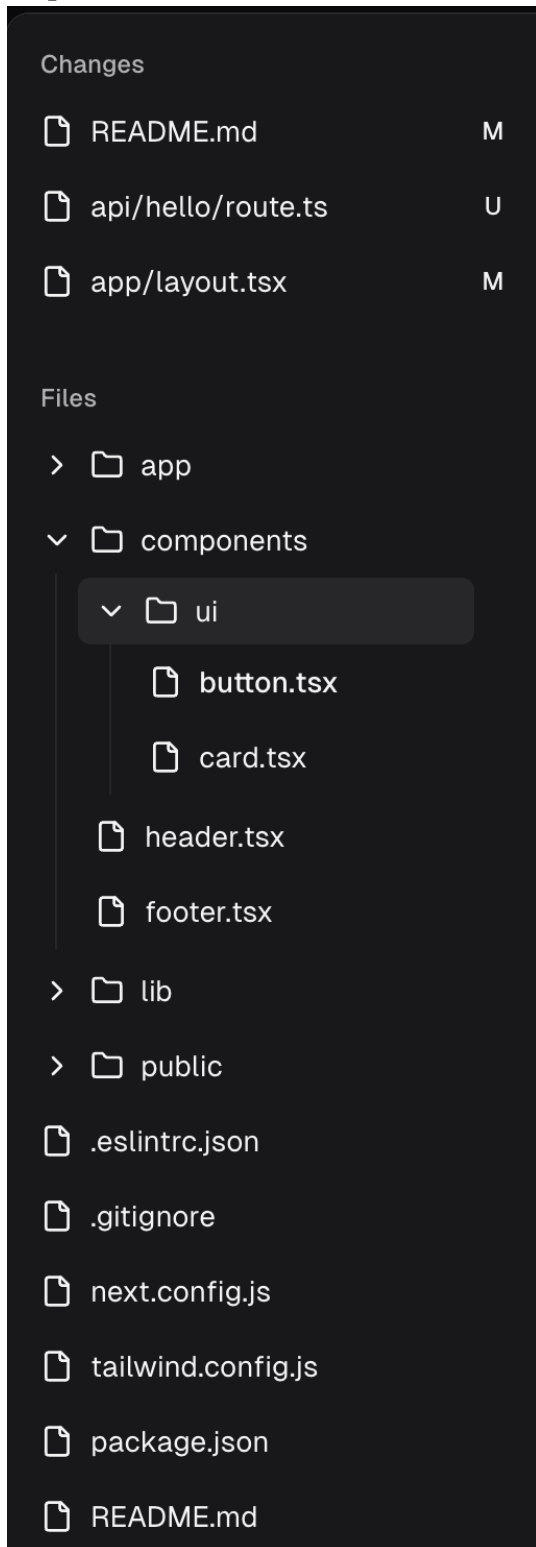 Changes
README.md M
api/hello/route.ts U
app/layout.tsx M
Files
app
components
ui
button.tsx
card.tsx
header.tsx
footer.tsx
lib
public
.eslintrc.json
.gitignore
next.config.js
tailwind.config.js
package.json
README.md